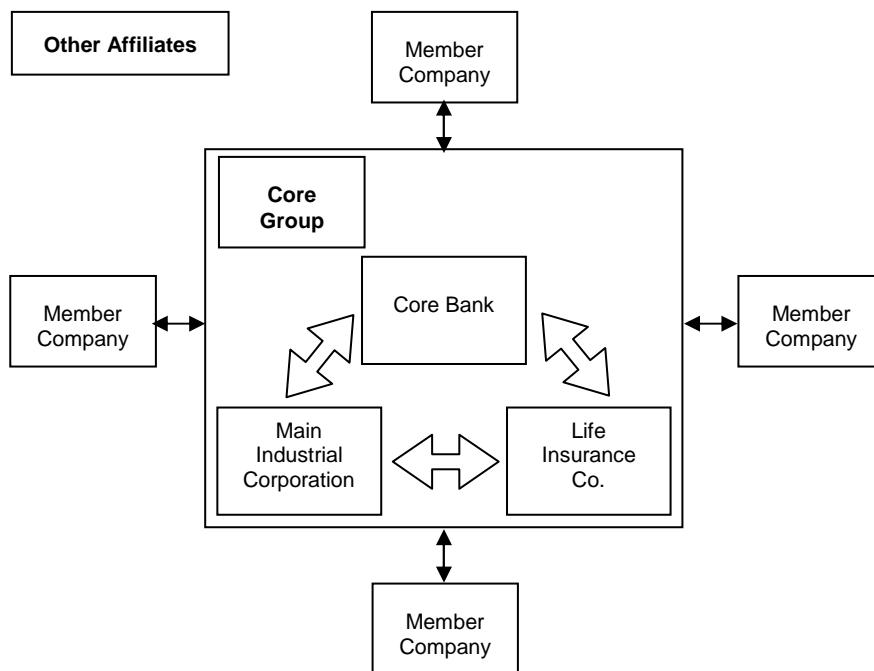 Other Affiliates
Member
Company
Core
Group
Core Bank
Member
Company
Member
Company
Main
Industrial
Corporation
Life
Insurance
Co.
Member
Company